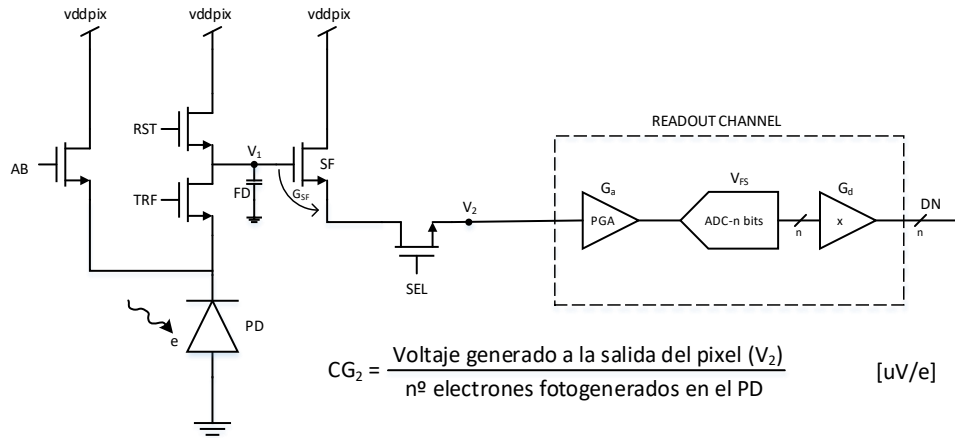 vddpix
vddpix
vddpix
RST
V1
SF
AB
TRF
FD
GSF
V2
SEL
READOUT CHANNEL
Ga
PGA
VFS
ADC-n bits
n
Gd
x
DN
n
e
PD
CG2 = Voltaje generado a la salida del pixel (V2)
nº electrones fotogenerados en el PD
[uV/e]